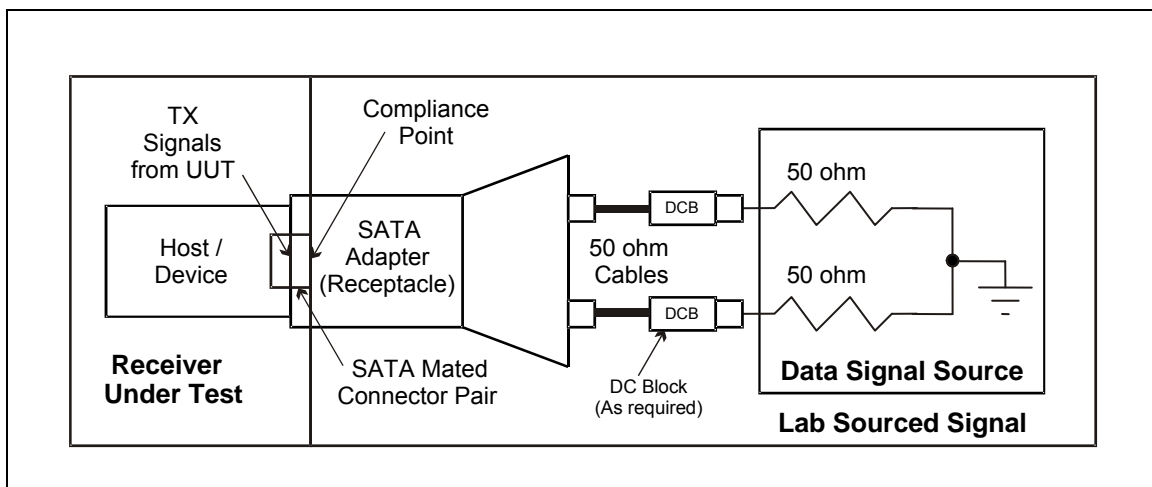 TX
Signals
from UUT
Compliance
Point
Host /
Device
SATA
Adapter
(Receptacle)
DCB
DCB
50 ohm
Cables
50 ohm
50 ohm
Receiver
Under Test
SATA Mated
Connector Pair
DC Block
(As required)
Data Signal Source
Lab Sourced Signal